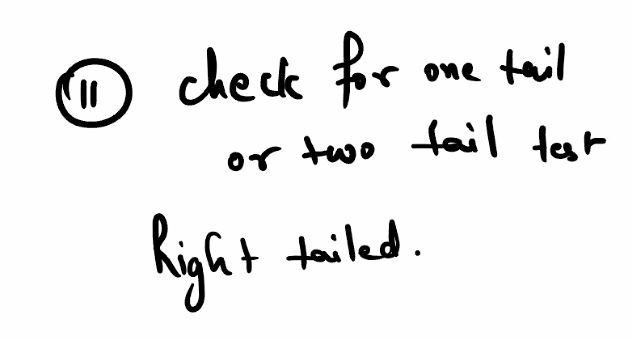 (11) check for one tail
or two tail test
Right tailed.